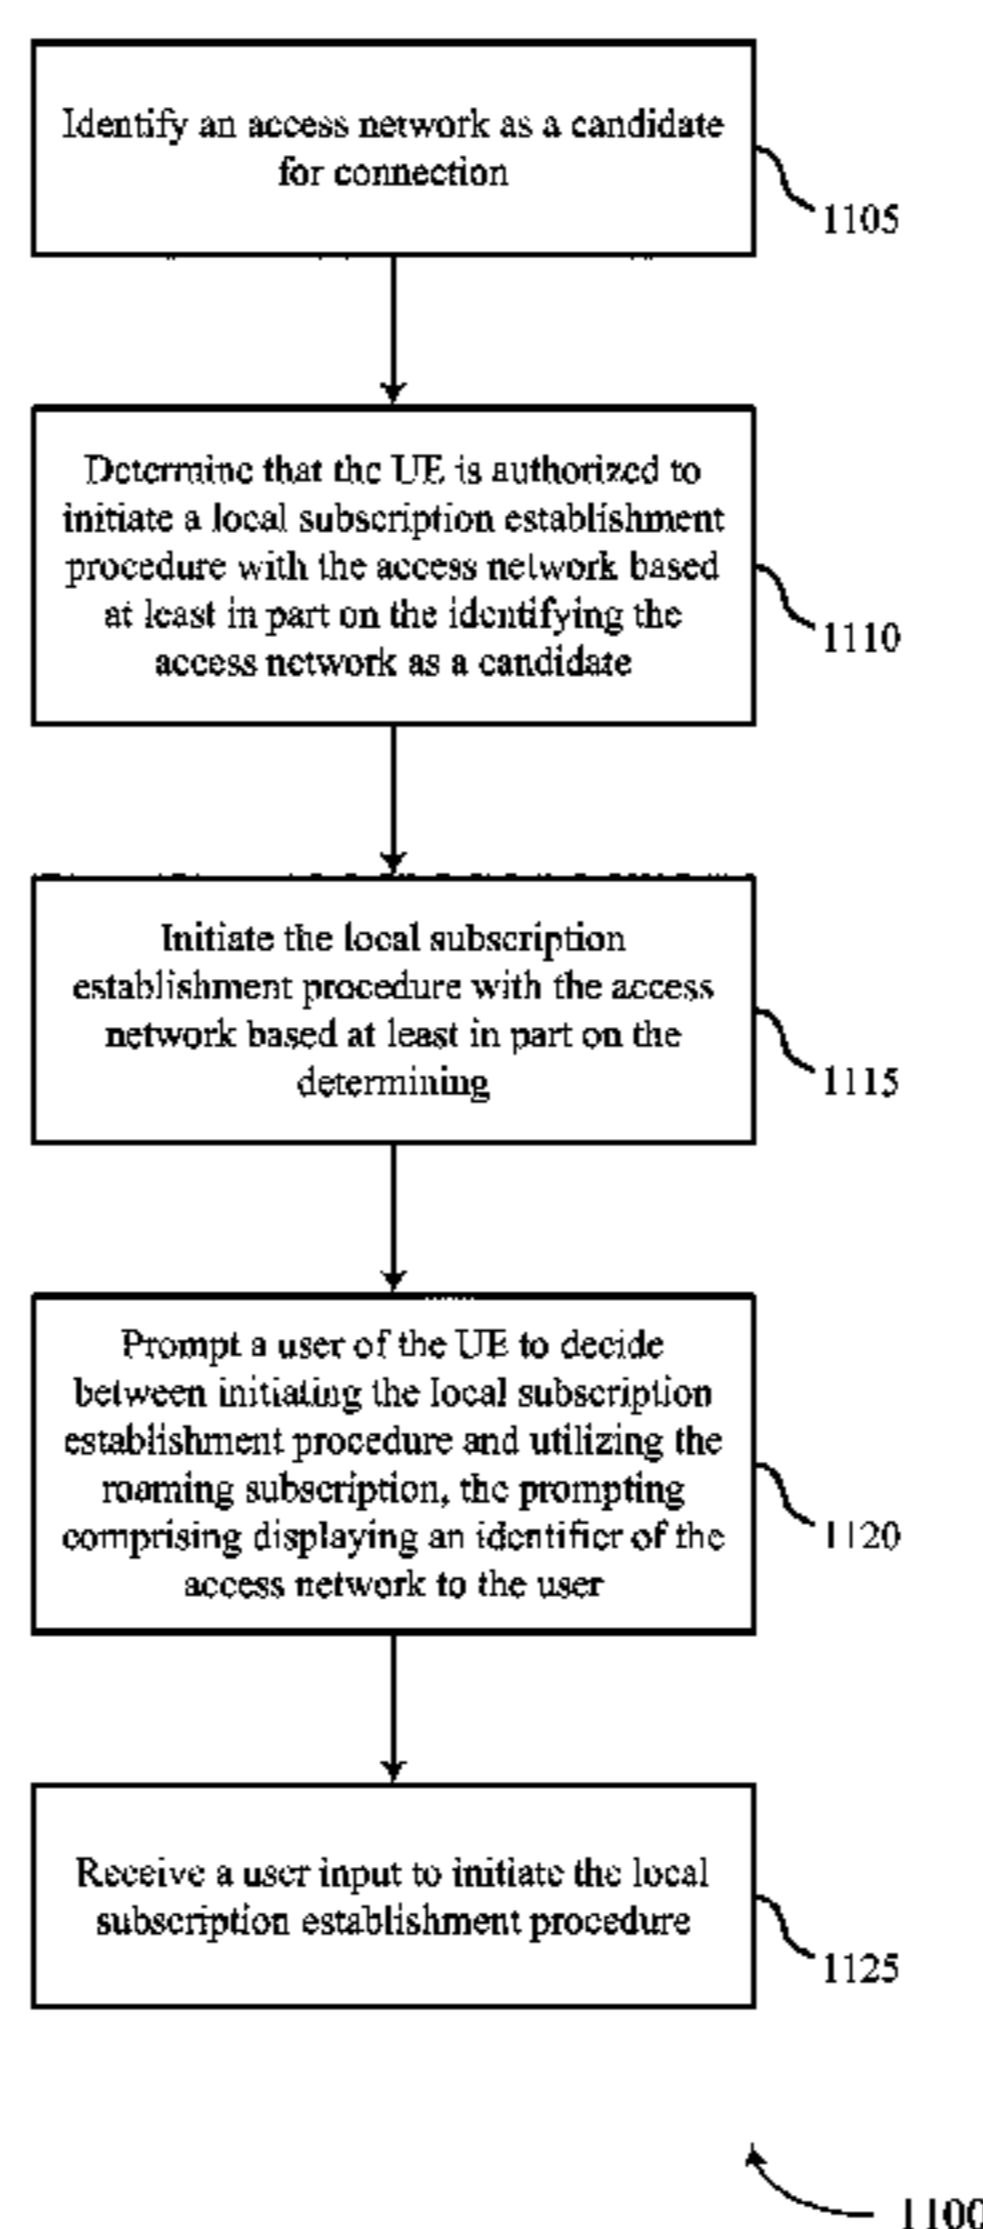 Identify an access network as a candidate
for connection
1105
Determine that the UE is authorized to
initiate a local subscription establishment
procedure with the access network based
at least in part on the identifying the
access network as a candidate
1110
Initiate the local subscription
establishment procedure with the access
network based at least in part on the
determining
1115
Prompt a user of the UE to decide
between initiating the local subscription
establishment procedure and utilizing the
roaming subscription, the prompting
comprising displaying an identifier of the
access network to the user
1120
Receive a user input to initiate the local
subscription establishment procedure
1125
1100